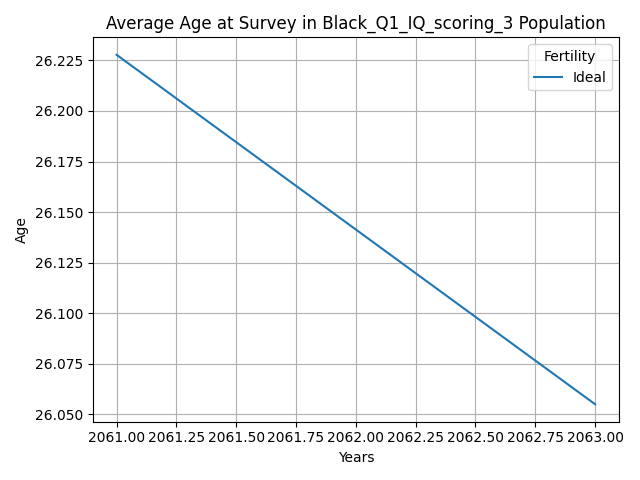 Average Age at Survey in Black_Q1_IQ_scoring_3 Population
Fertility
Ideal
26.225
26.200
26.175
26.150
26.125
26.100
26.075
26.050
Age
2061.00 2061.25 2061.50 2061.75 2062.00 2062.25 2062.50 2062.75 2063.00
Years